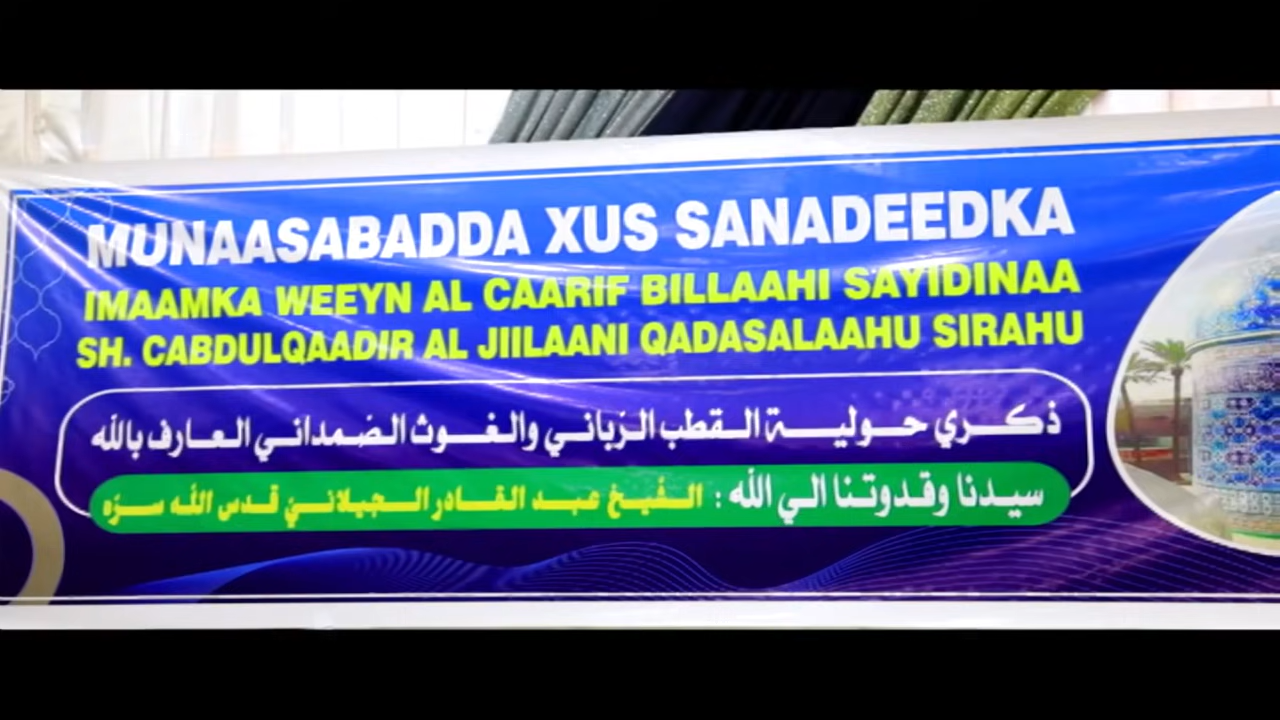 MUNAASABADDA XUS SANADEEDKA
IMAAMKA WEEYN AL CAARIF BILLAAHI SAYIDINAA
SH. CABDULQAADIR AL JIILAANI QADASALAAHU SIRAHU
ذكري حولية القطب الرباني والغوث الصمداني العارف بالله
سيدنا وقدوتنا الي الله : الشيخ عبد القادر الجيلاني قدس الله سره